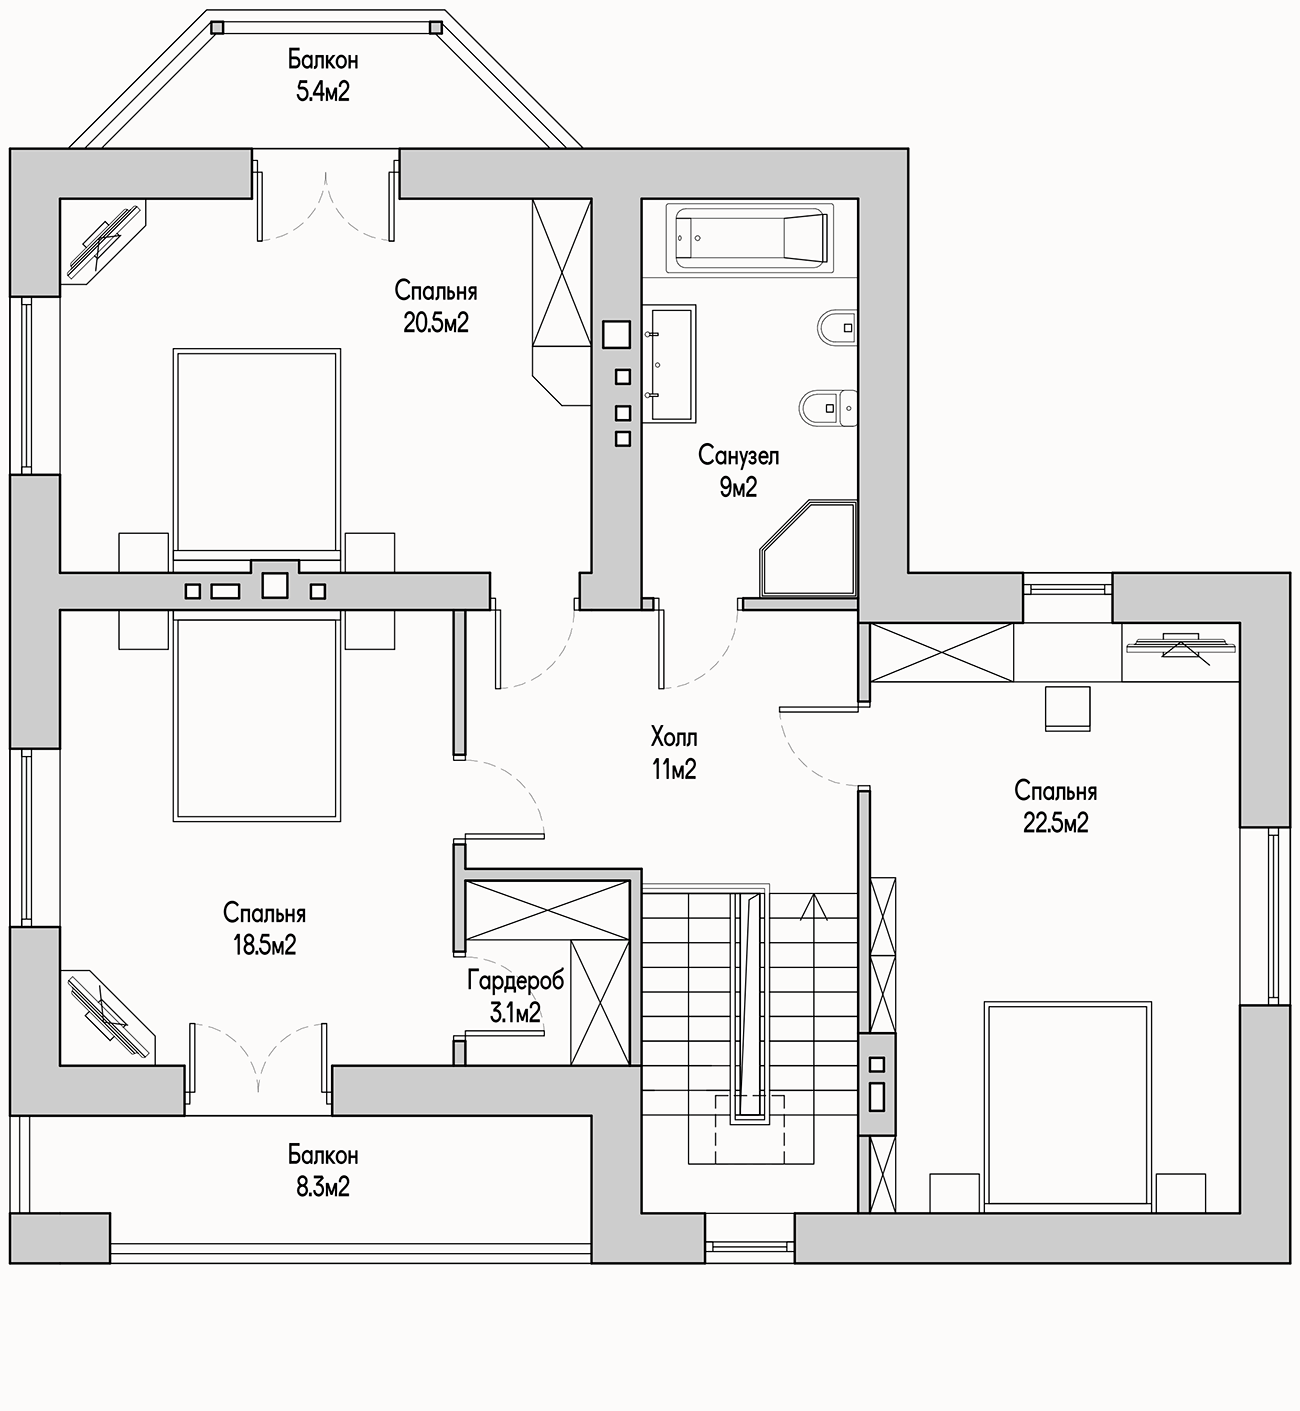 Балкон
5.4м2
Спальня
20.5м2
Санузел
9м2
Холл
11м2
Спальня
22.5м2
Спальня
18.5м2
Гардероб
3.1м2
Балкон
8.3м2